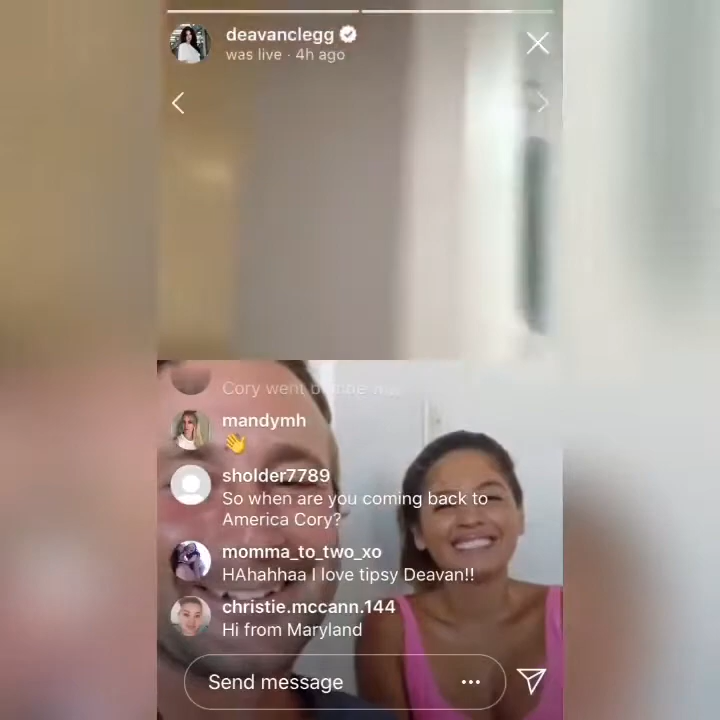 deavanclegg
was live · 4h ago
Cory went
mandymh
👋
sholder7789
So when are you coming back to
America Cory?
momma_to_two_xo
HAhahhaa I love tipsy Deavan!!
christie.mccann.144
Hi from Maryland
Send message